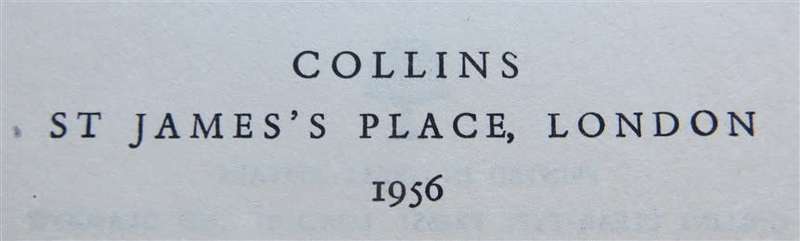 COLLINS
ST JAMES'S PLACE, LONDON
1956